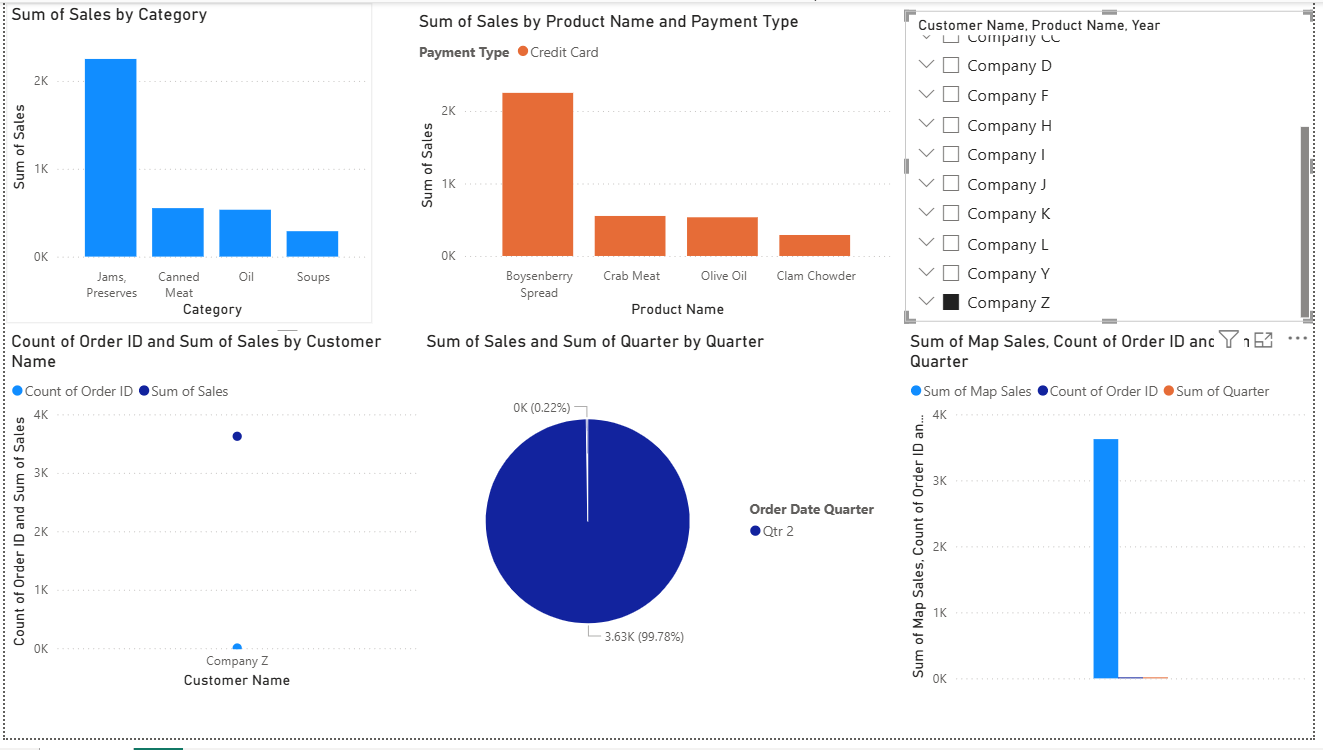 Sum of Sales by Category
Sum of Sales
2K
1K
0K
Jams,
Preserves
Canned
Meat
Oil
Soups
Category
Sum of Sales by Product Name and Payment Type
Payment Type Credit Card
Sum of Sales
2K
1K
0K
Boysenberry
Spread
Crab Meat
Olive Oil
Clam Chowder
Product Name
Customer Name, Product Name, Year
Company CC
Company D
Company F
Company H
Company I
Company J
Company K
Company L
Company Y
Company Z
Count of Order ID and Sum of Sales by Customer
Name
Count of Order ID Sum of Sales
Count of Order ID and Sum of Sales
4K
3K
2K
1K
0K
Company Z
Customer Name
Sum of Sales and Sum of Quarter by Quarter
0K (0.22%)
3.63K (99.78%)
Order Date Quarter
Qtr 2
Sum of Map Sales, Count of Order ID and
Quarter
Sum of Map Sales Count of Order ID Sum of Quarter
Sum of Map Sales, Count of Order ID an...
4K
3K
2K
1K
0K